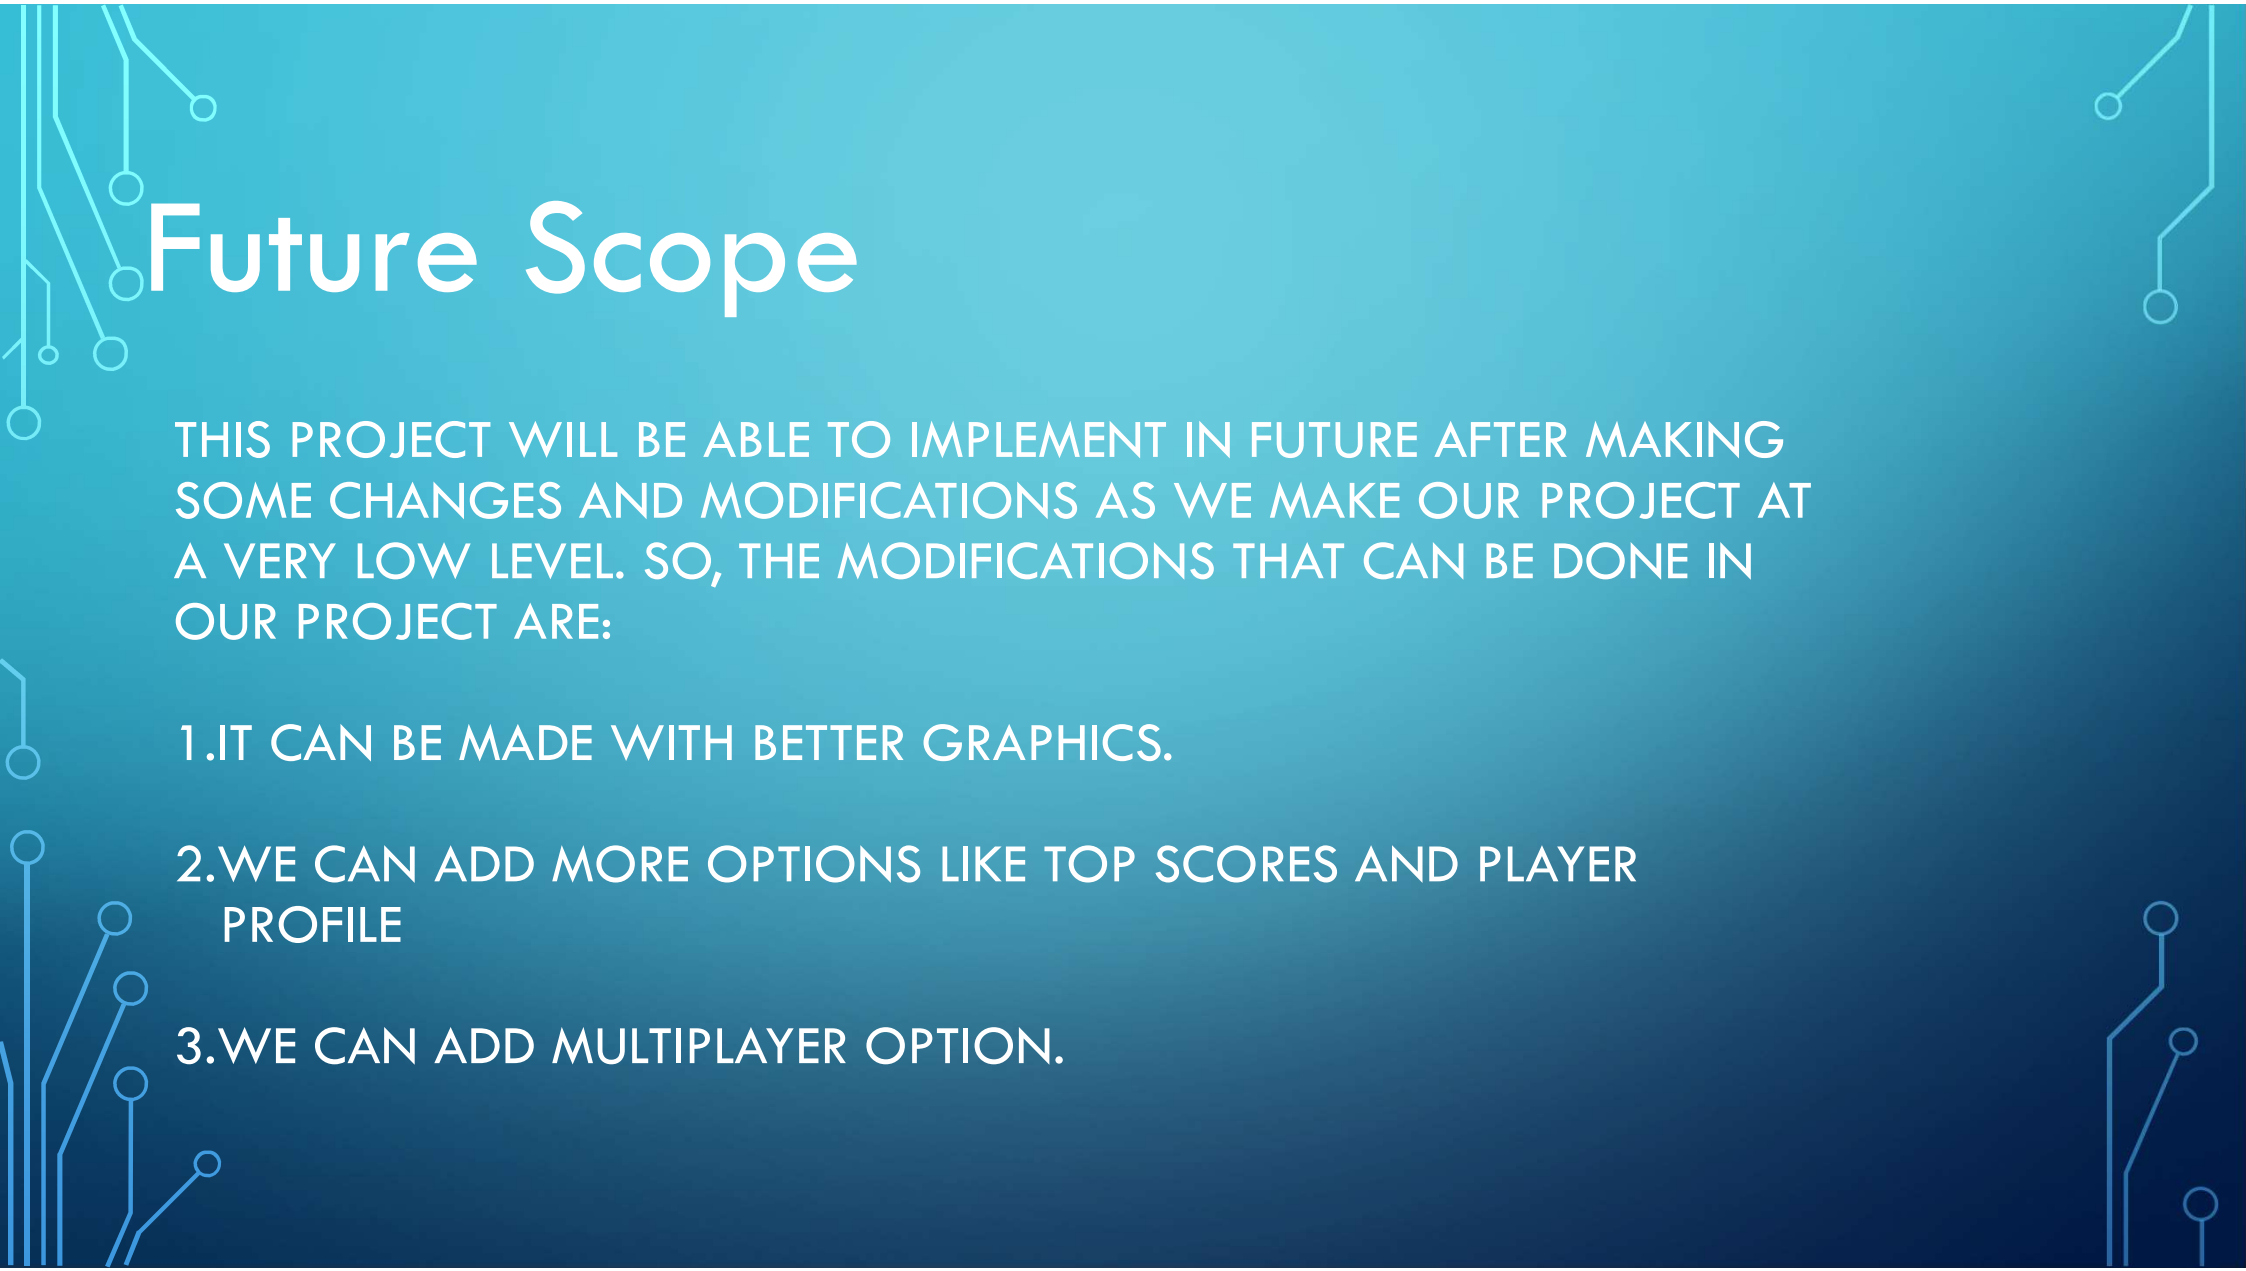 Future Scope
THIS PROJECT WILL BE ABLE TO IMPLEMENT IN FUTURE AFTER MAKING
SOME CHANGES AND MODIFICATIONS AS WE MAKE OUR PROJECT AT
A VERY LOW LEVEL. SO, THE MODIFICATIONS THAT CAN BE DONE IN
OUR PROJECT ARE:
1.IT CAN BE MADE WITH BETTER GRAPHICS.
2.WE CAN ADD MORE OPTIONS LIKE TOP SCORES AND PLAYER
PROFILE
3.WE CAN ADD MULTIPLAYER OPTION.